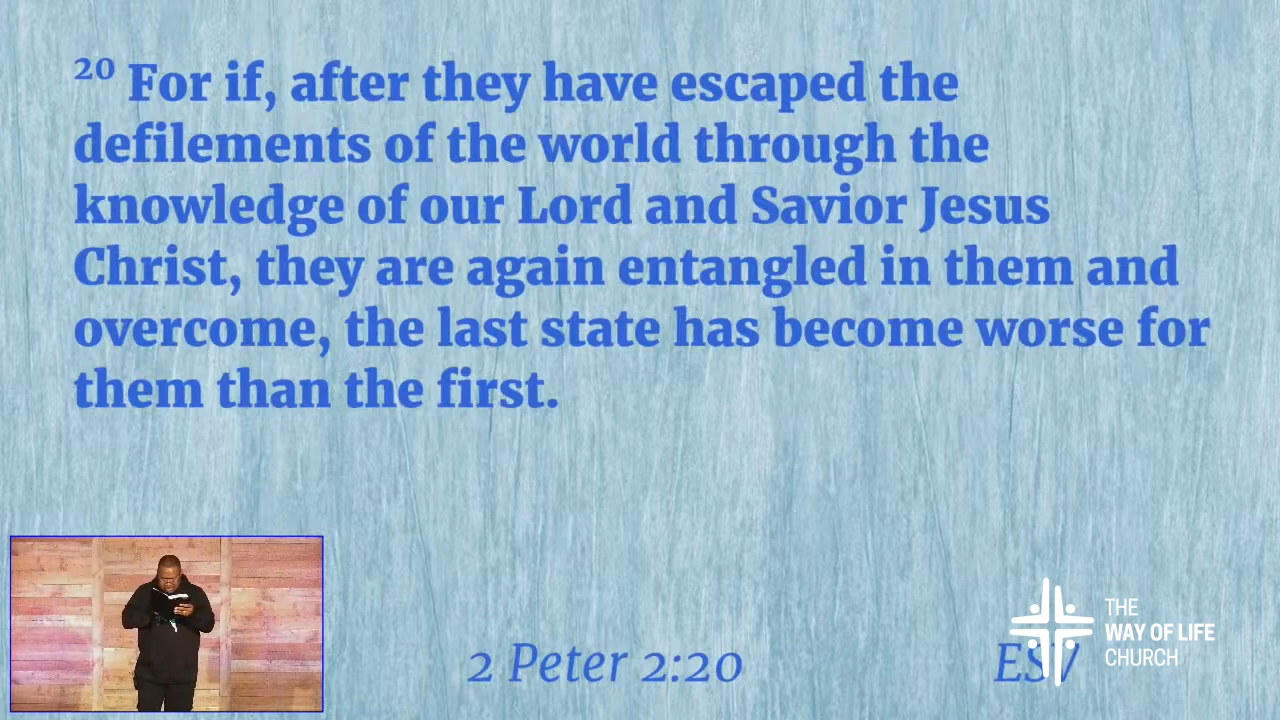 20 For if, after they have escaped the
defilements of the world through the
knowledge of our Lord and Savior Jesus
Christ, they are again entangled in them and
overcome, the last state has become worse for
them than the first.
2 Peter 2:20
ESV
THE
WAY OF LIFE
CHURCH